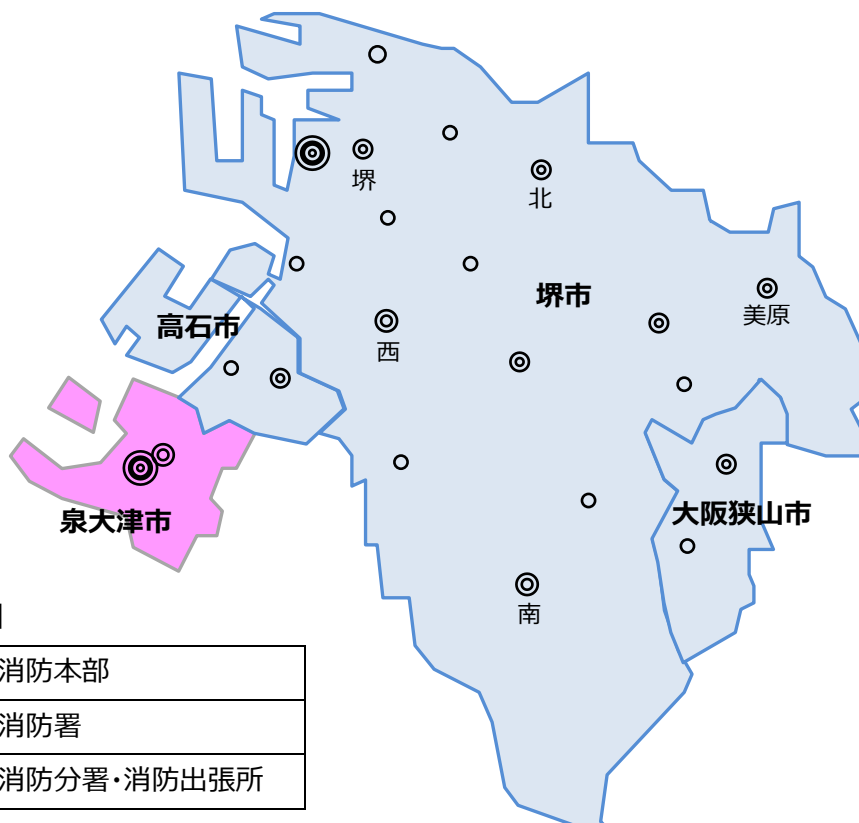 堺
北
堺市
美原
高石市
西
大阪狭山市
泉大津市
南
消防本部
消防署
消防分署・消防出張所